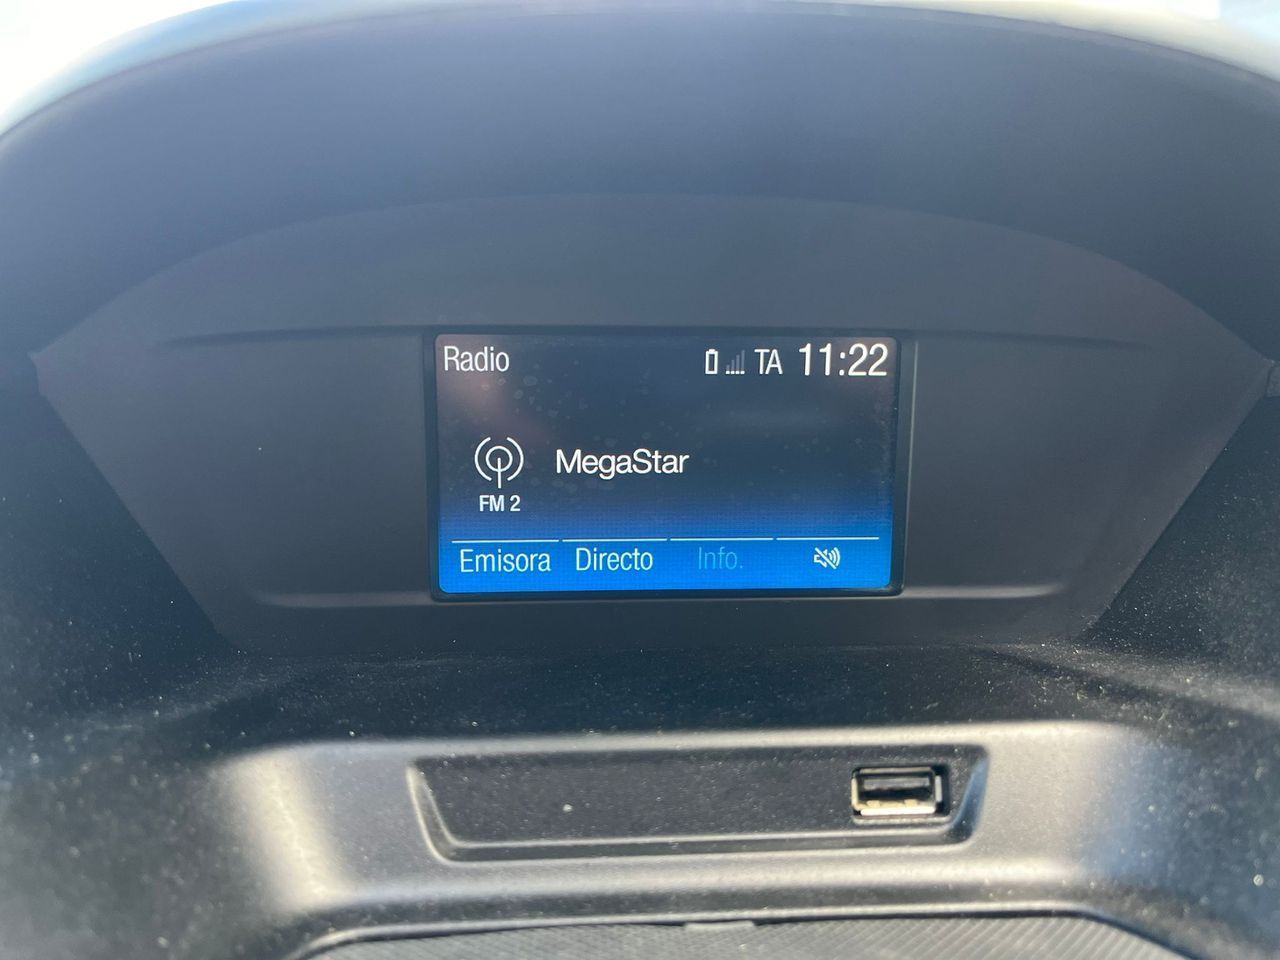 Radio TA 11:22
MegaStar
FM 2
Emisora Directo Info.